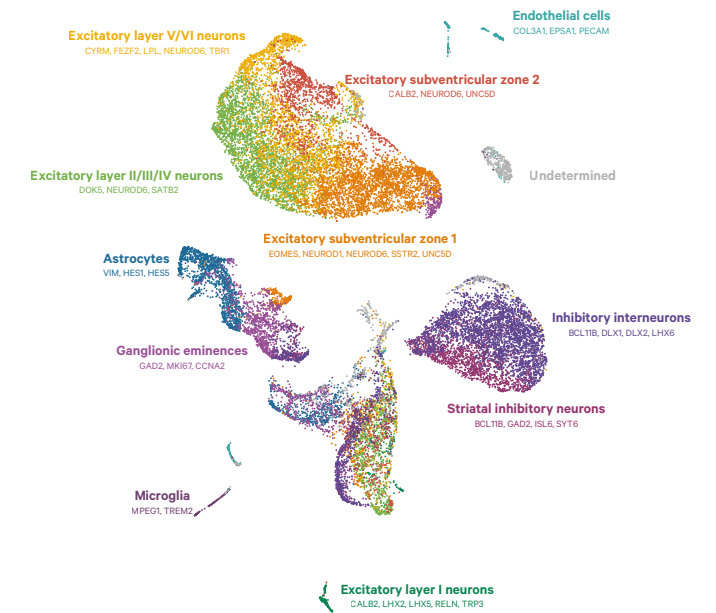 Endothelial cells
COL3A1, EPSA1, PECAM
Excitatory layer V/VI neurons
CYRM, FEZF2, LPL, NEUROD6, TBR1
Excitatory subventricular zone 2
CALB2, NEUROD6, UNC5D
Excitatory layer II/III/IV neurons
DOK5, NEUROD6, SATB2
Undetermined
Excitatory subventricular zone 1
EOMES, NEUROD1, NEUROD6, SSTR2, UNC5D
Astrocytes
VIM, HES1, HES5
Inhibitory interneurons
BCL11B, DLX1, DLX2, LHX6
Ganglionic eminences
GAD2, MKI67, CCNA2
Striatal inhibitory neurons
BCL11B, GAD2, ISL6, SYT6
Microglia
MPEG1, TREM2
Excitatory layer I neurons
CALB2, LHX2, LHX5, RELN, TRP3